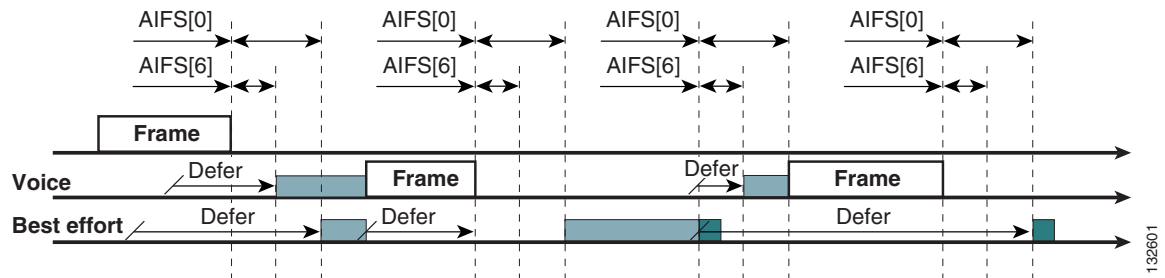 AIFS[0] AIFS[0] AIFS[0] AIFS[0]
AIFS[6] AIFS[6] AIFS[6] AIFS[6]
Frame
Voice Defer Frame Defer Frame
Best effort Defer Defer Defer
132601